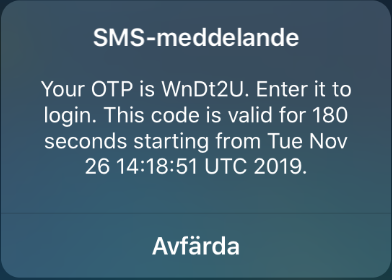 SMS-meddelande
Your OTP is WnDt2U. Enter it to
login. This code is valid for 180
seconds starting from Tue Nov
26 14:18:51 UTC 2019.
Avfärda